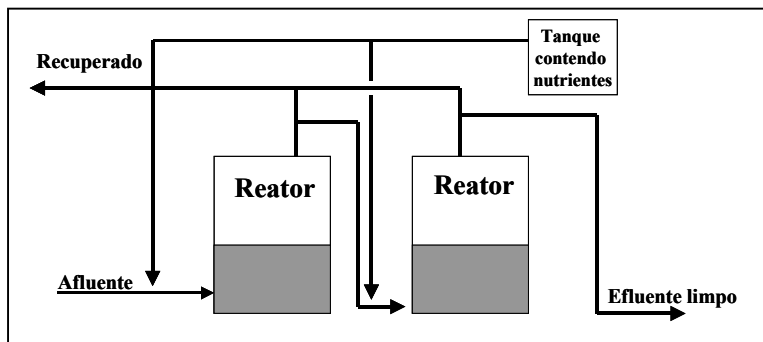 Tanque
contendo
nutrientes
Recuperado
Reator
Reator
Afluente
Efluente limpo